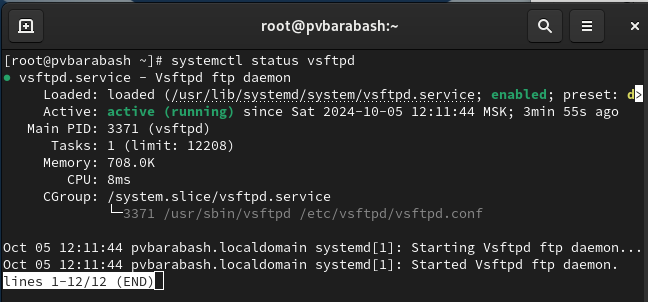 root@pvbarabash:~
[root@pvbarabash ~]# systemctl status vsftpd
● vsftpd.service - Vsftpd ftp daemon
Loaded: loaded (/usr/lib/systemd/system/vsftpd.service; enabled; preset: d>
Active: active (running) since Sat 2024-10-05 12:11:44 MSK; 3min 55s ago
Main PID: 3371 (vsftpd)
Tasks: 1 (limit: 12208)
Memory: 708.0K
CPU: 8ms
CGroup: /system.slice/vsftpd.service
└─3371 /usr/sbin/vsftpd /etc/vsftpd/vsftpd.conf
Oct 05 12:11:44 pvbarabash.localdomain systemd[1]: Starting Vsftpd ftp daemon...
Oct 05 12:11:44 pvbarabash.localdomain systemd[1]: Started Vsftpd ftp daemon.
lines 1-12/12 (END)